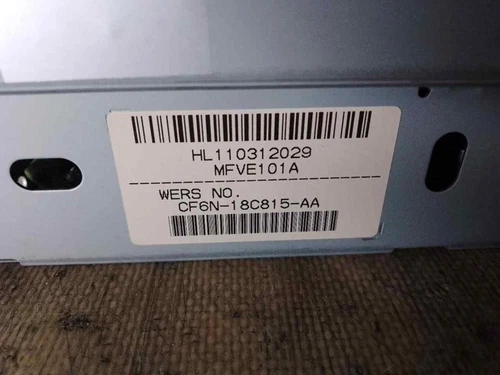 HL110312029
MFVE101A
WERS NO.
CF6N-18C815-AA